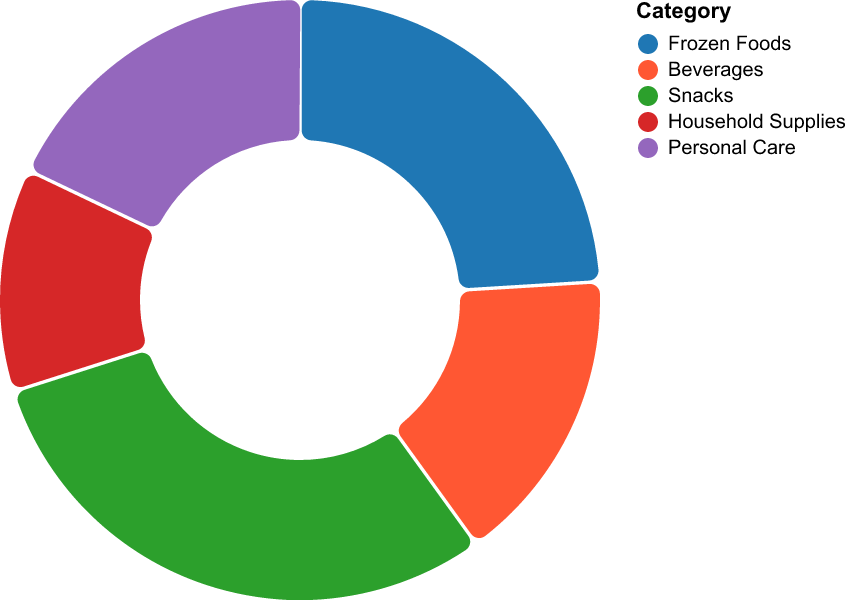 Category
Frozen Foods
Beverages
Snacks
Household Supplies
Personal Care